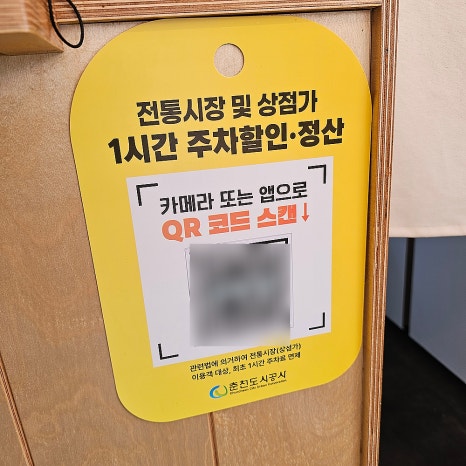 전통시장 및 상점가
1시간 주차할인·정산
카메라 또는 앱으로
QR 코드 스캔↓
관련법에 의거하여 전통시장(상점가)
이용객 대상, 최초 1시간 주차료 면제
춘천도시공사